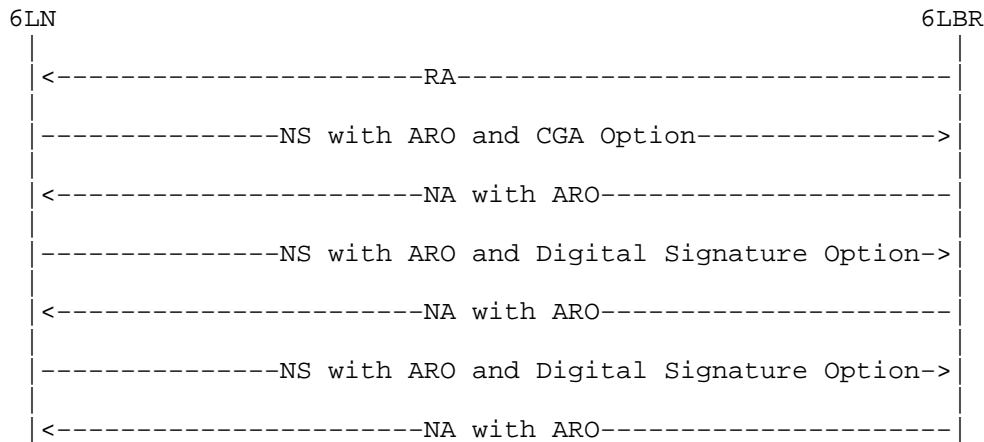 6LN 6LBR
RA
NS with ARO and CGA Option
NA with ARO
NS with ARO and Digital Signature Option
NA with ARO
NS with ARO and Digital Signature Option
NA with ARO